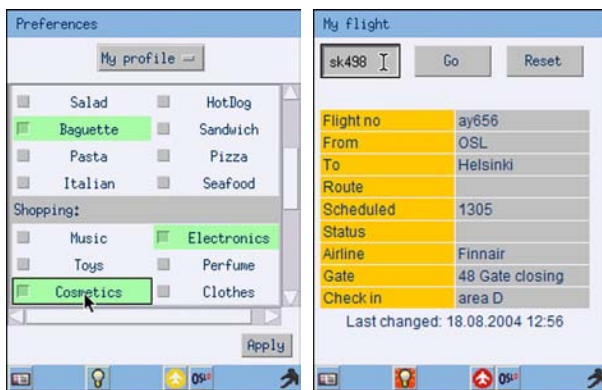 Preferences
My profile
Salad HotDog
Baguette Sandwich
Pasta Pizza
Italian Seafood
Shopping:
Music Electronics
Toys Perfume
Cosmetics Clothes
Apply
OSL
My flight
sk498 Go Reset
Flight no ay656
From OSL
To Helsinki
Route
Scheduled 1305
Status
Airline Finnair
Gate 48 Gate closing
Check in area D
Last changed: 18.08.2004 12:56
OSL